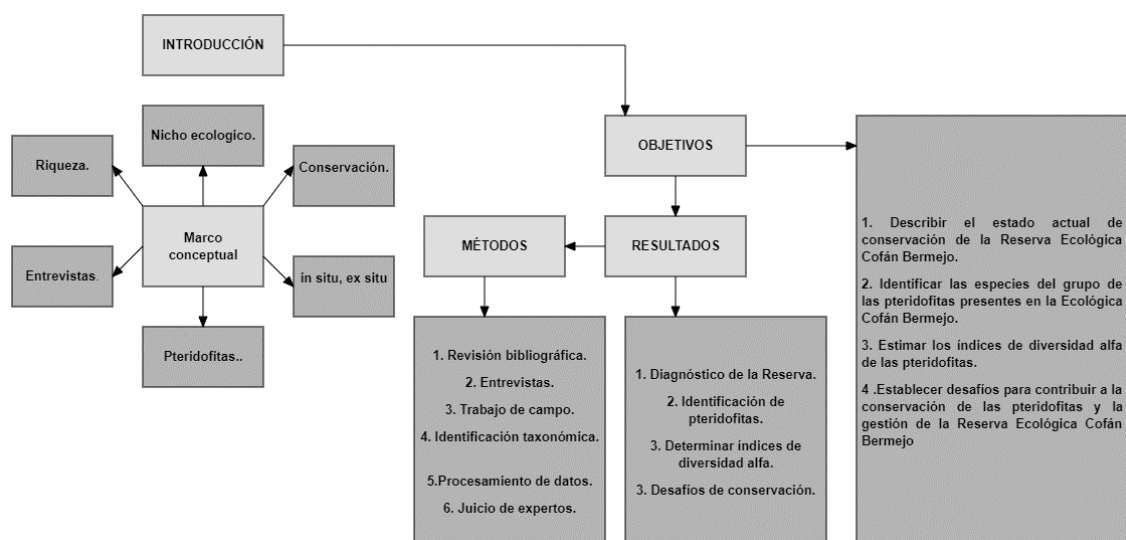 INTRODUCCIÓN
Nicho ecologico.
Riqueza.
Conservación.
Marco
conceptual
Entrevistas.
in situ, ex situ
Pteridofitas..
OBJETIVOS
MÉTODOS
RESULTADOS
1. Revisión bibliográfica.
2. Entrevistas.
3. Trabajo de campo.
4. Identificación taxonómica.
5.Procesamiento de datos.
6. Juicio de expertos.
1. Diagnóstico de la Reserva.
2. Identificación de
pteridofitas.
3. Determinar índices de
diversidad alfa.
3. Desafíos de conservación.
1. Describir el estado actual de
conservación de la Reserva Ecológica
Cofán Bermejo.
2. Identificar las especies del grupo de
las pteridofitas presentes en la Ecológica
Cofán Bermejo.
3. Estimar los índices de diversidad alfa
de las pteridofitas.
4 .Establecer desafíos para contribuir a la
conservación de las pteridofitas y la
gestión de la Reserva Ecológica Cofán
Bermejo